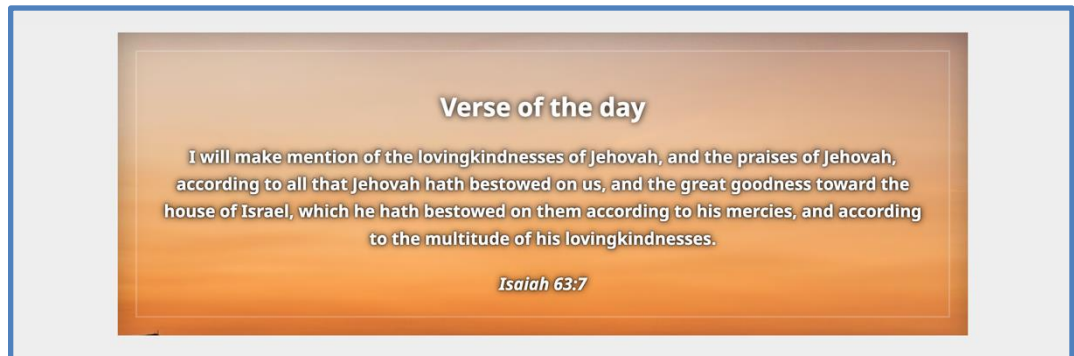 Verse of the day
I will make mention of the lovingkindnesses of Jehovah, and the praises of Jehovah,
according to all that Jehovah hath bestowed on us, and the great goodness toward the
house of Israel, which he hath bestowed on them according to his mercies, and according
to the multitude of his lovingkindnesses.
Isaiah 63:7